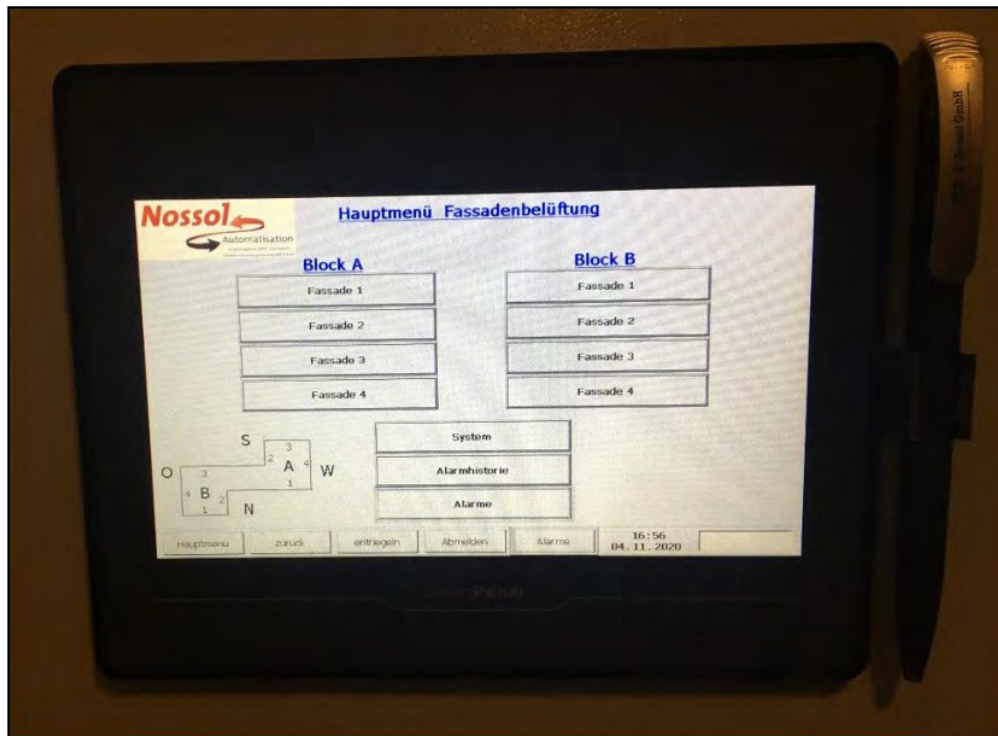 Nossol
Automatisation
Hauptmenü Fassadenbelüftung
Block A
Block B
Fassade 1
Fassade 1
Fassade 2
Fassade 2
Fassade 3
Fassade 3
Fassade 4
Fassade 4
System
Alarmhistorie
Alarme
S
3
2 A 4
1
W
O
3
4 B 2
1
N
Hauptmenü
zurück
entriegeln
Abmelden
Alarme
16:56
04.11.2020
Panel
GmbH